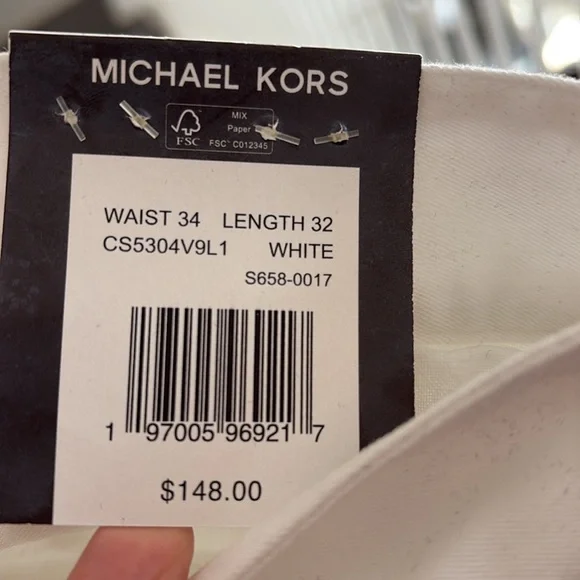 MICHAEL KORS
MIX
Paper
FSC
FSC® C012345
WAIST 34 LENGTH 32
CS5304V9L1 WHITE
S658-0017
1 97005 96921 7
$148.00